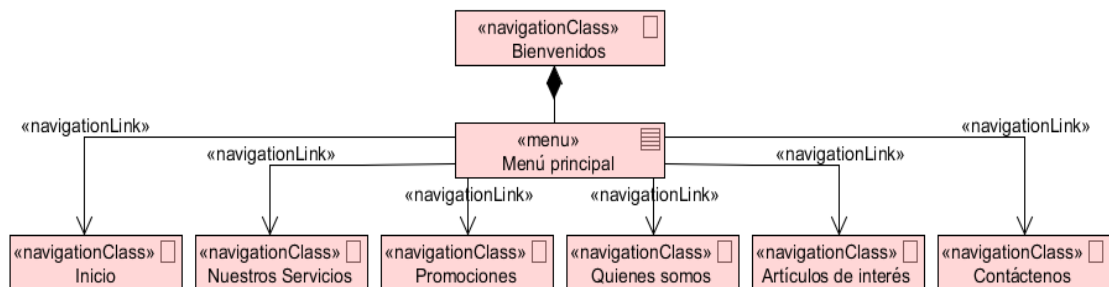 «navigationClass»
Bienvenidos
«navigationLink»
«menu»
«navigationLink»
«navigationLink»
Menú principal
«navigationLink»
«navigationLink»
«navigationLink»
«navigationClass»
Inicio
«navigationClass»
Nuestros Servicios
«navigationClass»
Promociones
«navigationClass»
Quienes somos
«navigationClass»
Artículos de interés
«navigationClass»
Contáctenos